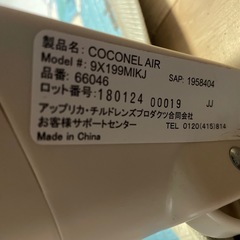 製品名: COCONEL AIR
Model #: 9X199MIKJ SAP: 1958404
品番: 66046
ロット番号: 180124 00019 JJ
アップリカ・チルドレンズプロダクツ合同会社
お客様サポートセンター TEL 0120(415)814
Made in China